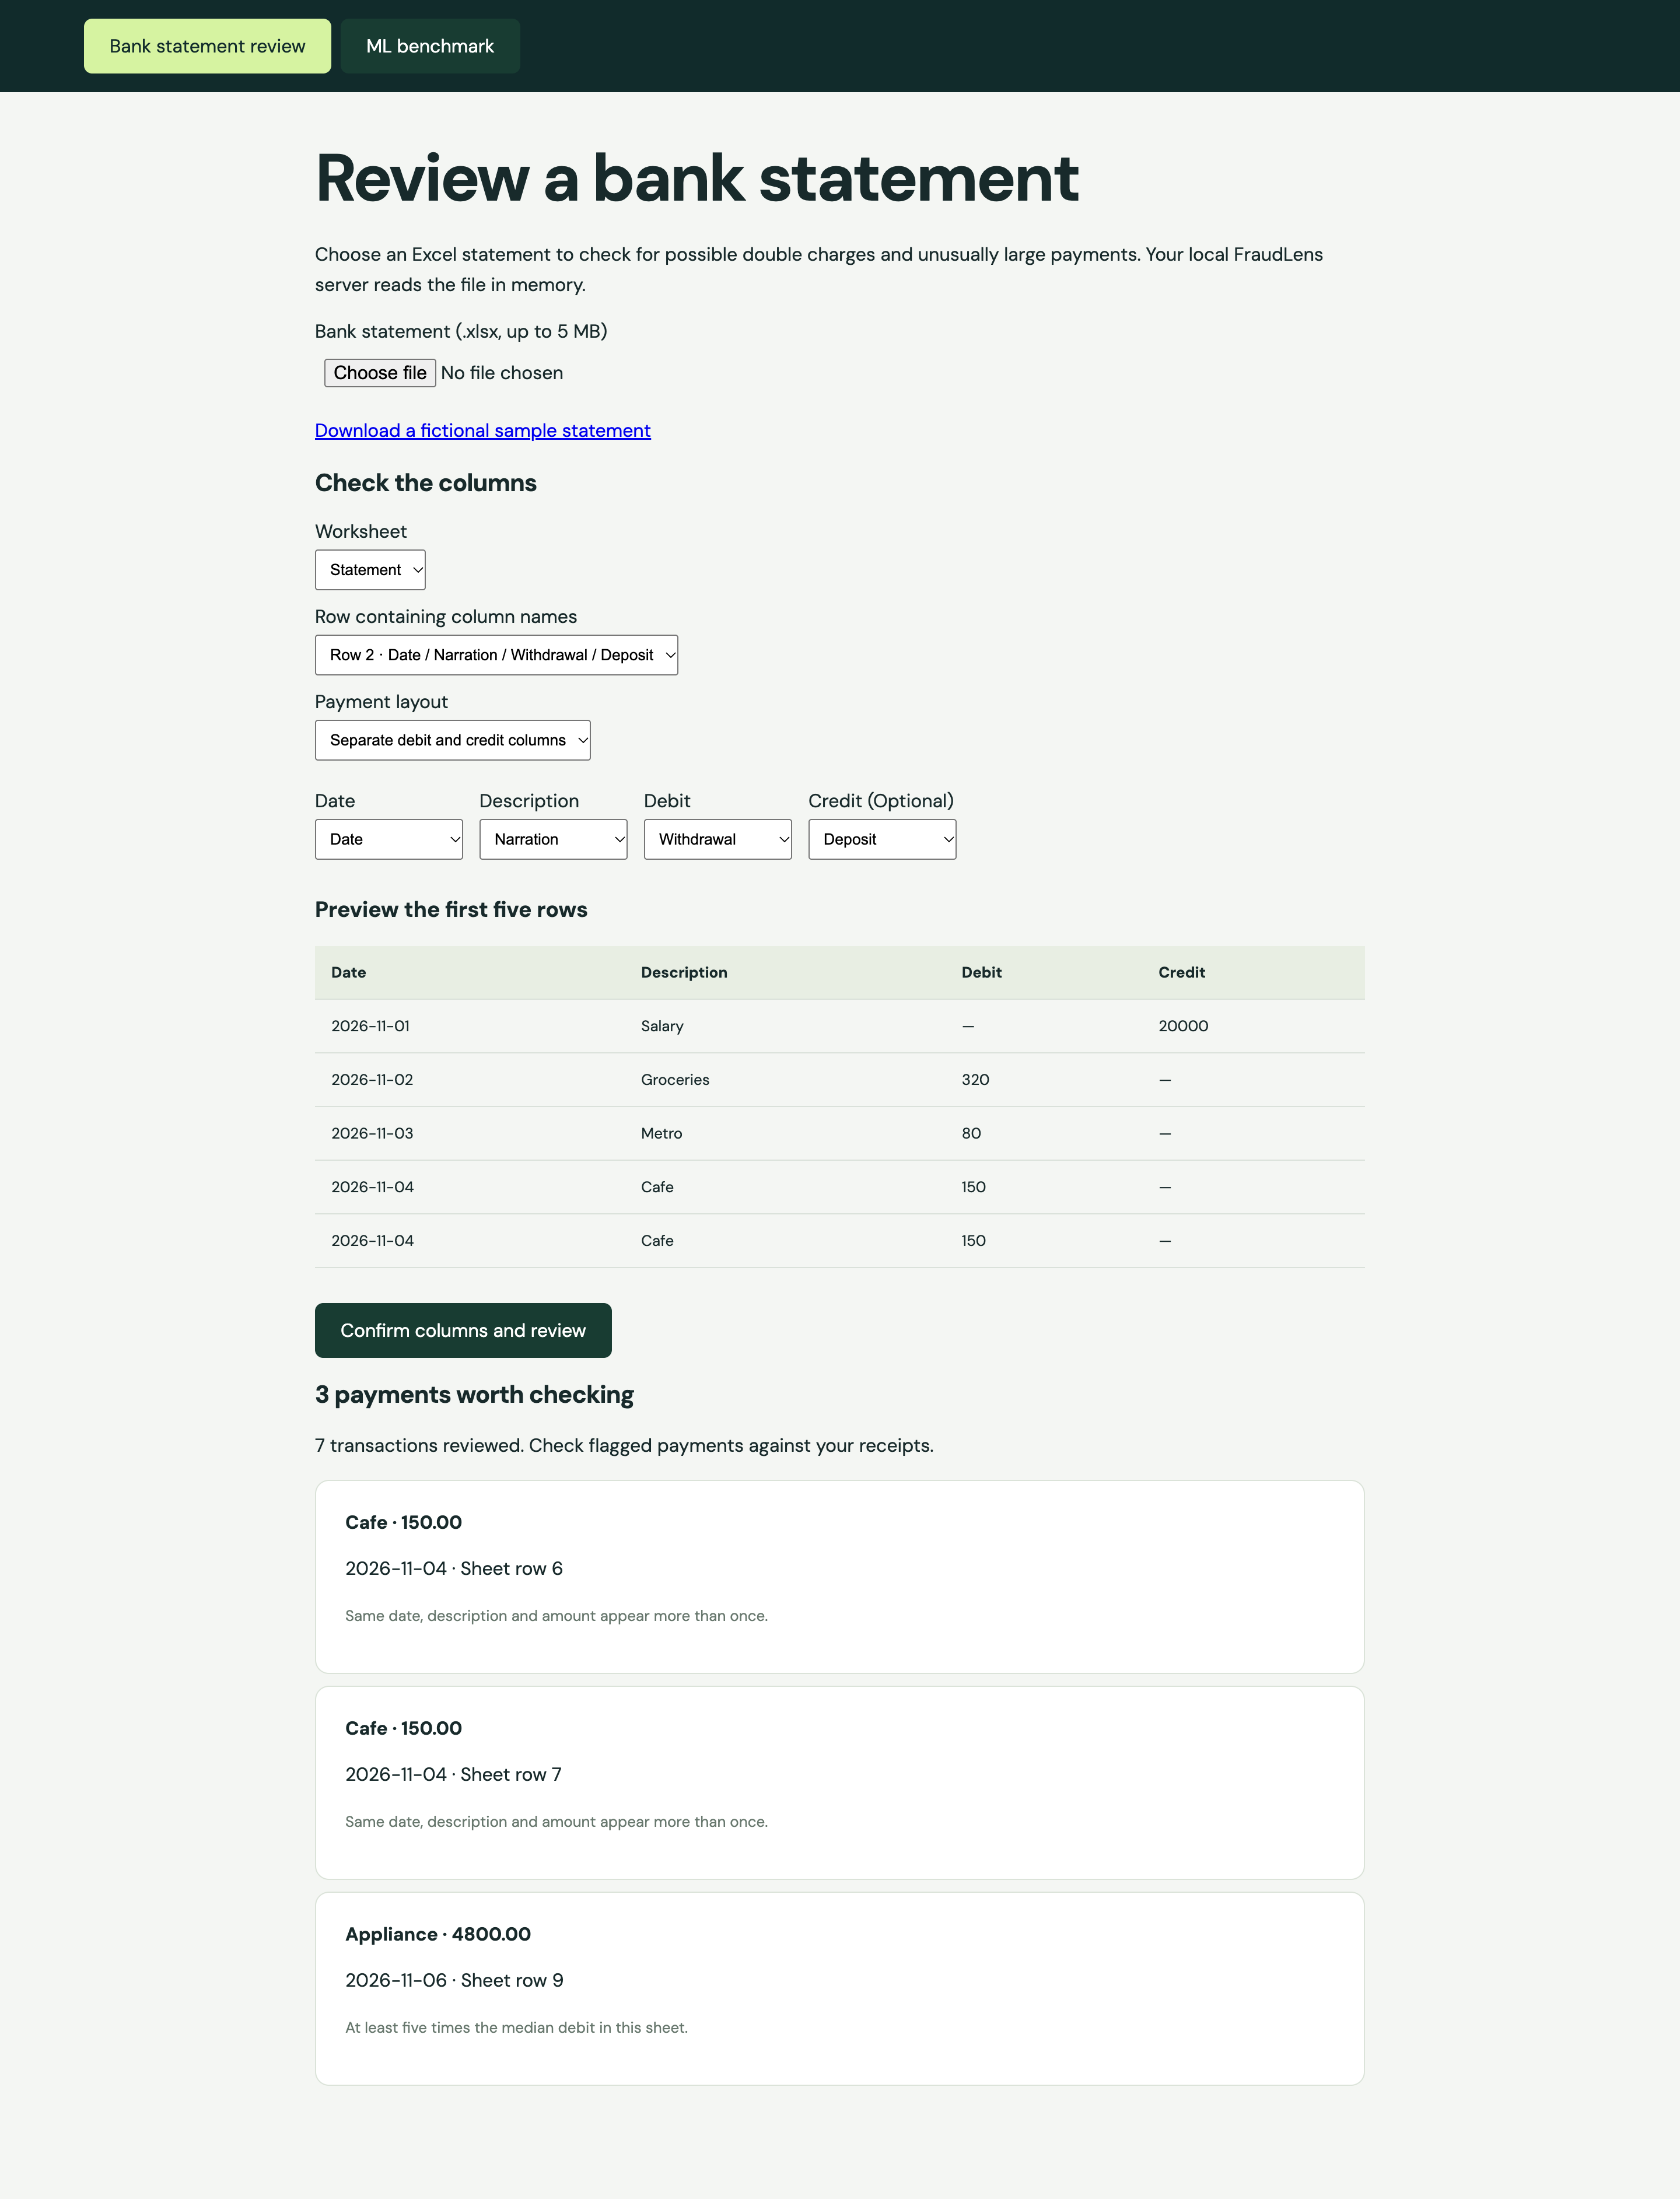 Bank statement review
ML benchmark
Review a bank statement
Choose an Excel statement to check for possible double charges and unusually large payments. Your local FraudLens
server reads the file in memory.
Bank statement (.xlsx, up to 5 MB)
Choose file No file chosen
Download a fictional sample statement
Check the columns
Worksheet
Statement
Row containing column names
Row 2 · Date / Narration / Withdrawal / Deposit
Payment layout
Separate debit and credit columns
Date Description Debit Credit (Optional)
Date Narration Withdrawal Deposit
Preview the first five rows
Date Description Debit Credit
2026-11-01 Salary — 20000
2026-11-02 Groceries 320 —
2026-11-03 Metro 80 —
2026-11-04 Cafe 150 —
2026-11-04 Cafe 150 —
Confirm columns and review
3 payments worth checking
7 transactions reviewed. Check flagged payments against your receipts.
Cafe · 150.00
2026-11-04 · Sheet row 6
Same date, description and amount appear more than once.
Cafe · 150.00
2026-11-04 · Sheet row 7
Same date, description and amount appear more than once.
Appliance · 4800.00
2026-11-06 · Sheet row 9
At least five times the median debit in this sheet.